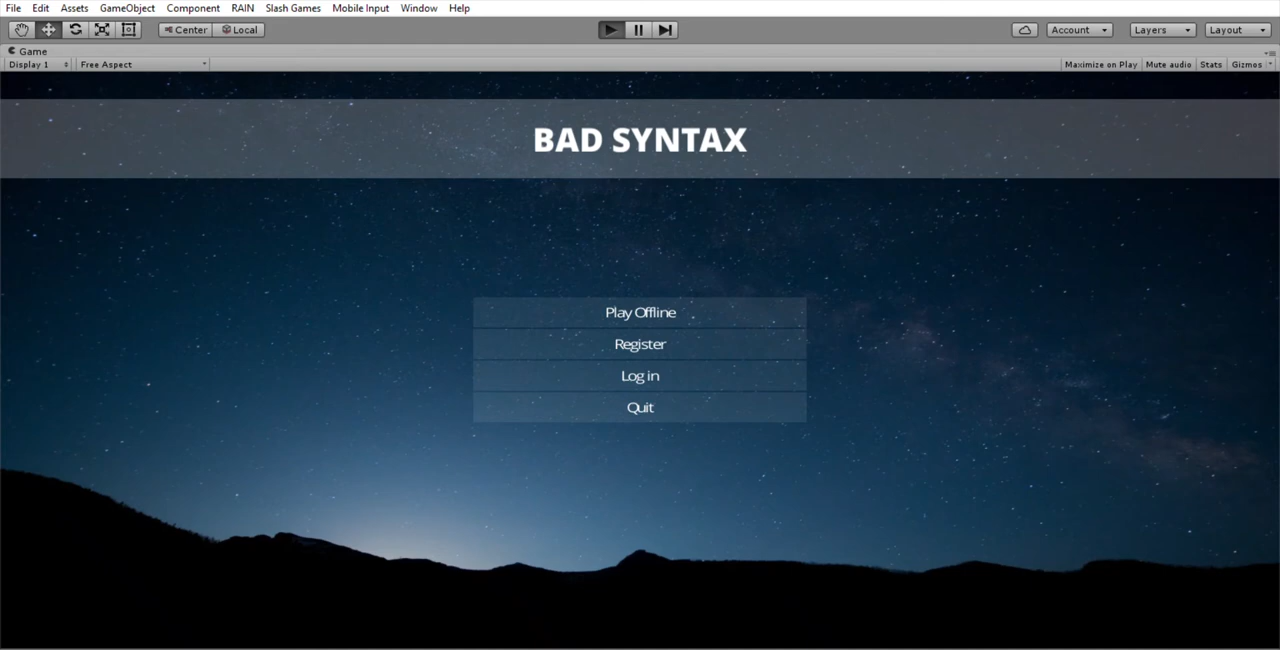 File Edit Assets GameObject Component RAIN Slash Games Mobile Input Window Help
Center Local Account Layers Layout
Game
Display 1 Free Aspect Maximize on Play Mute audio Stats Gizmos
BAD SYNTAX
Play Offline
Register
Log in
Quit